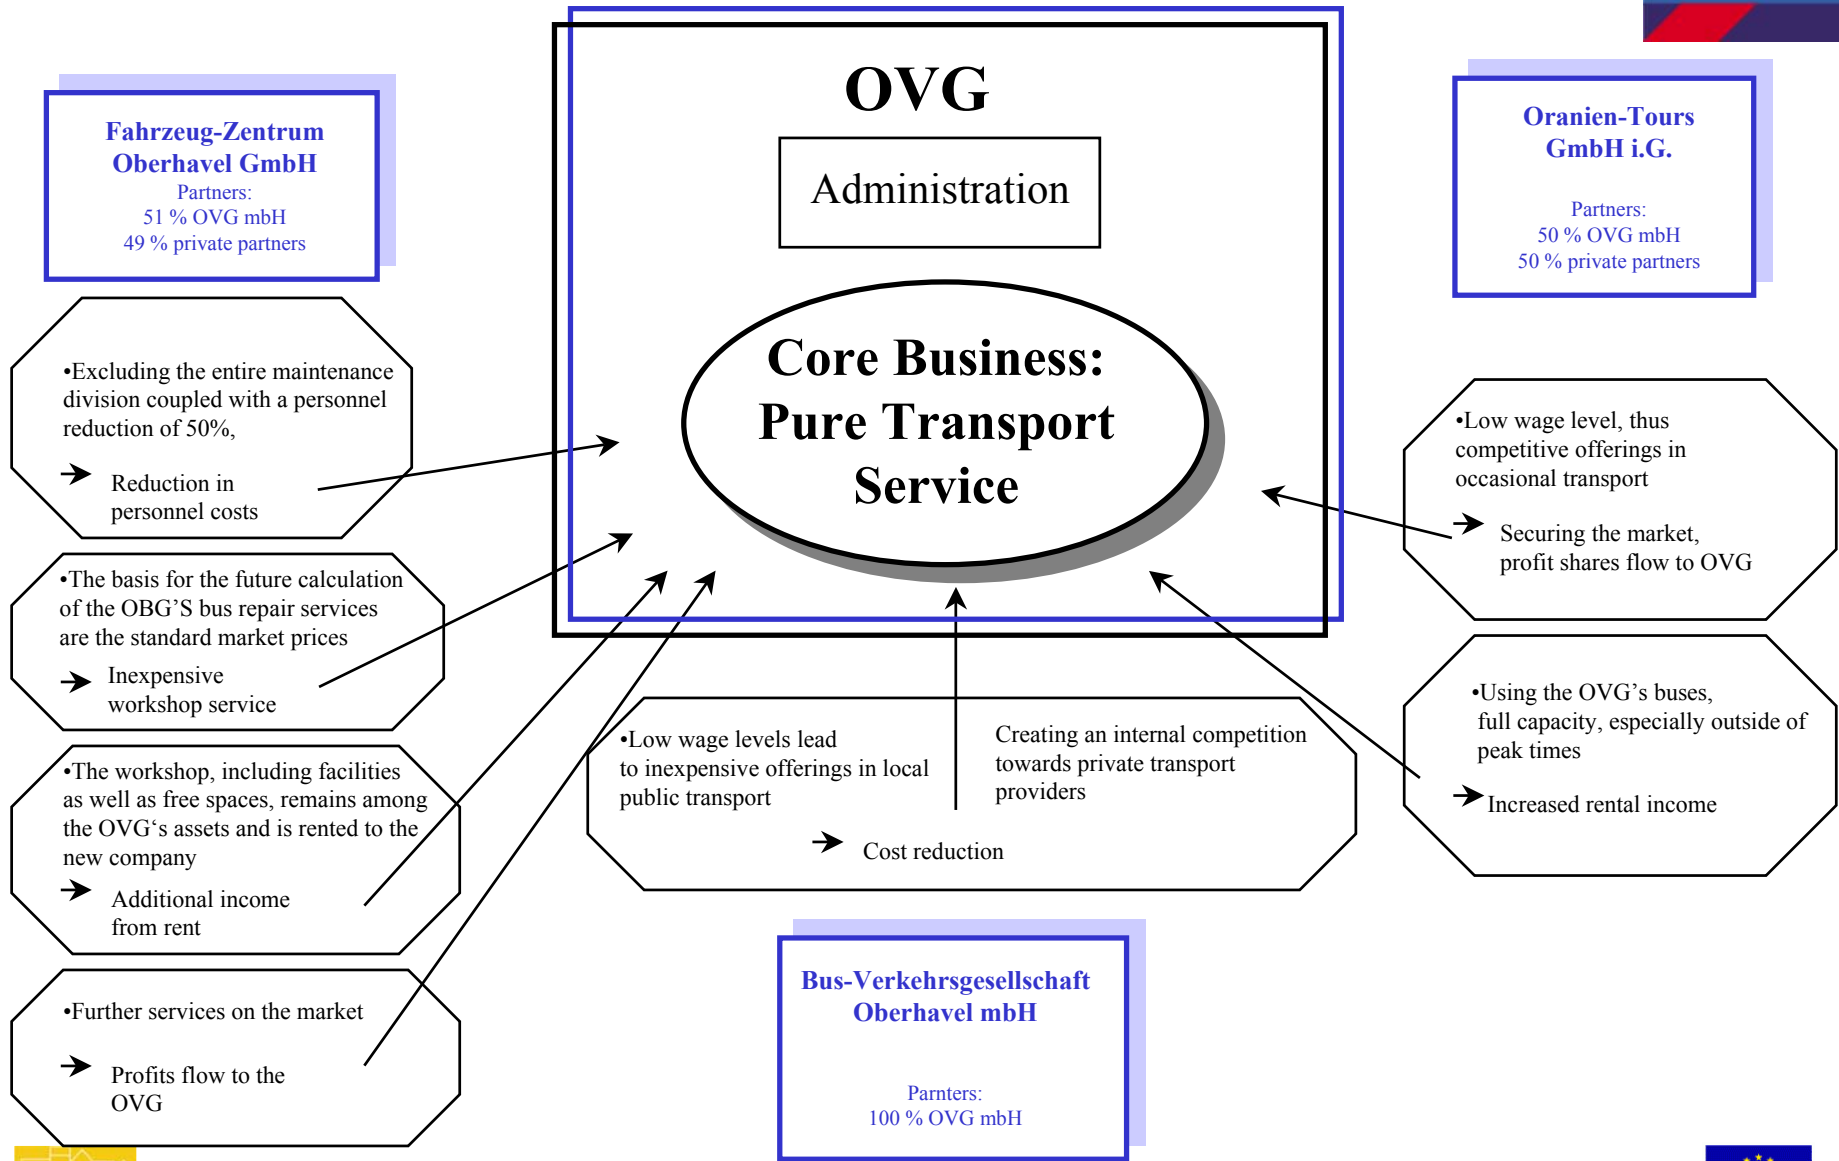 OVG
Administration
Core Business:
Pure Transport
Service
Fahrzeug-Zentrum
Oberhavel GmbH
Partners:
51 % OVG mbH
49 % private partners
•Excluding the entire maintenance
division coupled with a personnel
reduction of 50%,
➔ Reduction in
personnel costs
•The basis for the future calculation
of the OBG'S bus repair services
are the standard market prices
➔ Inexpensive
workshop service
•The workshop, including facilities
as well as free spaces, remains among
the OVG‘s assets and is rented to the
new company
➔ Additional income
from rent
•Further services on the market
➔ Profits flow to the
OVG
•Low wage levels lead
to inexpensive offerings in local
public transport
Creating an internal competition
towards private transport
providers
➔ Cost reduction
Bus-Verkehrsgesellschaft
Oberhavel mbH
Parnters:
100 % OVG mbH
Oranien-Tours
GmbH i.G.
Partners:
50 % OVG mbH
50 % private partners
•Low wage level, thus
competitive offerings in
occasional transport
➔ Securing the market,
profit shares flow to OVG
•Using the OVG’s buses,
full capacity, especially outside of
peak times
➔ Increased rental income